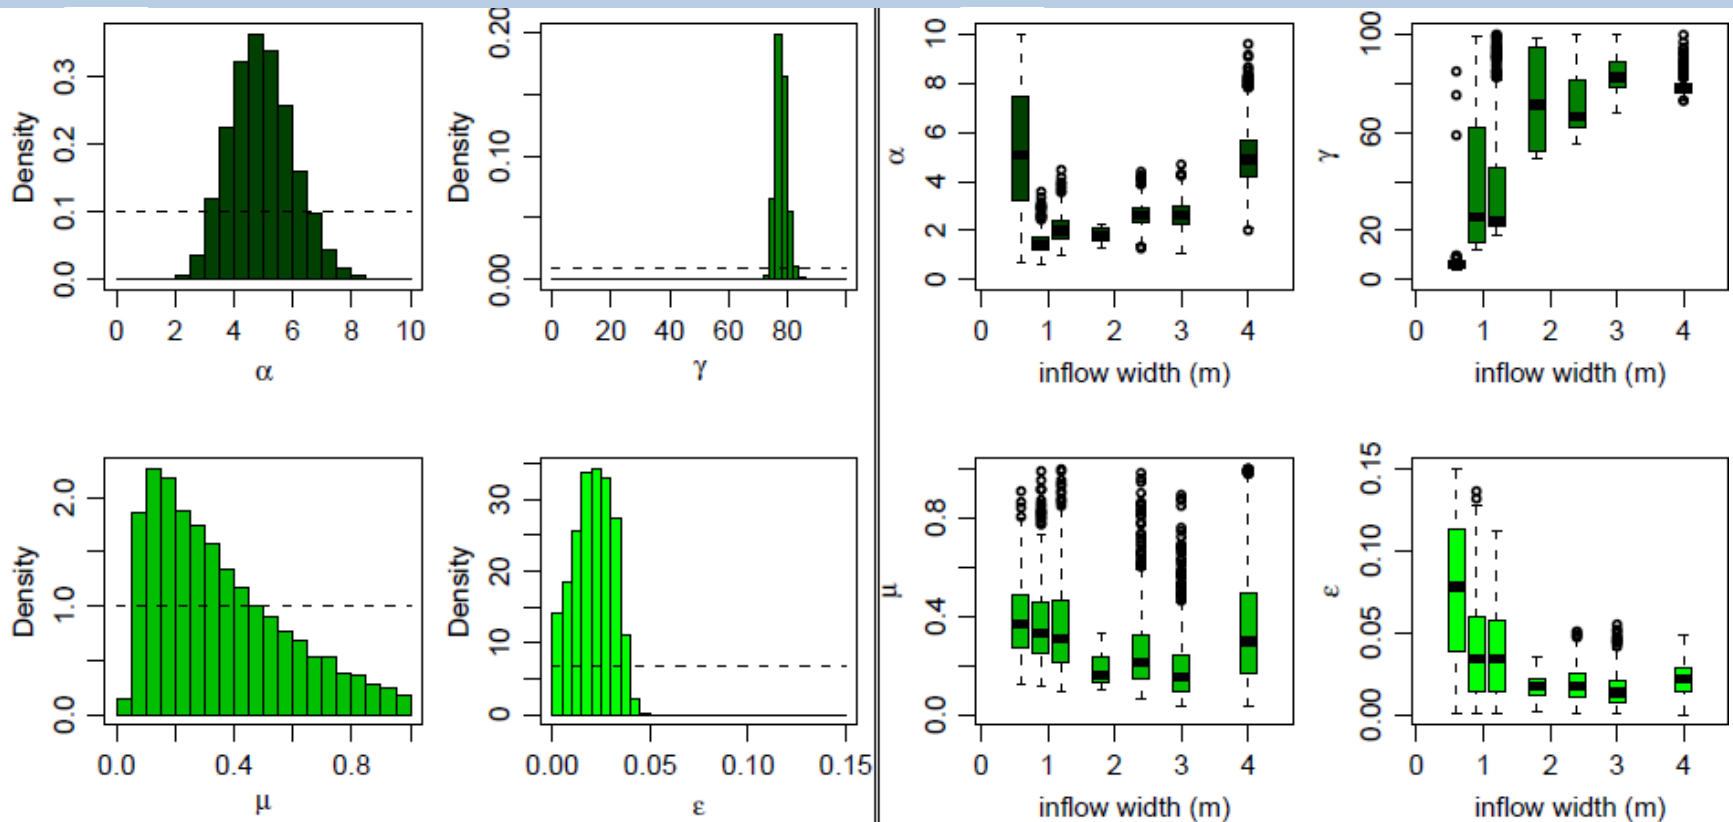 Density
0.0 0.1 0.2 0.3
0 2 4 6 8 10
α
Density
0.00 0.10 0.20
0 20 40 60 80
γ
α
0 2 4 6 8 10
0 1 2 3 4
inflow width (m)
γ
0 20 60 100
0 1 2 3 4
inflow width (m)
Density
0.0 1.0 2.0
0.0 0.4 0.8
μ
Density
0 10 20 30
0.00 0.05 0.10 0.15
ε
μ
0.0 0.4 0.8
0 1 2 3 4
inflow width (m)
ε
0.00 0.05 0.10 0.15
0 1 2 3 4
inflow width (m)